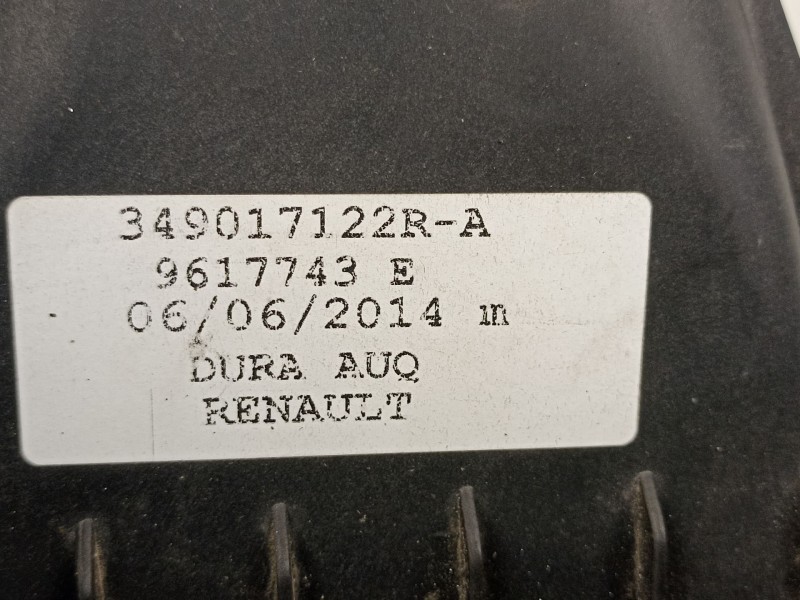 349017122R-A
9617743 E
06/06/2014 m
DURA AUQ
RENAULT